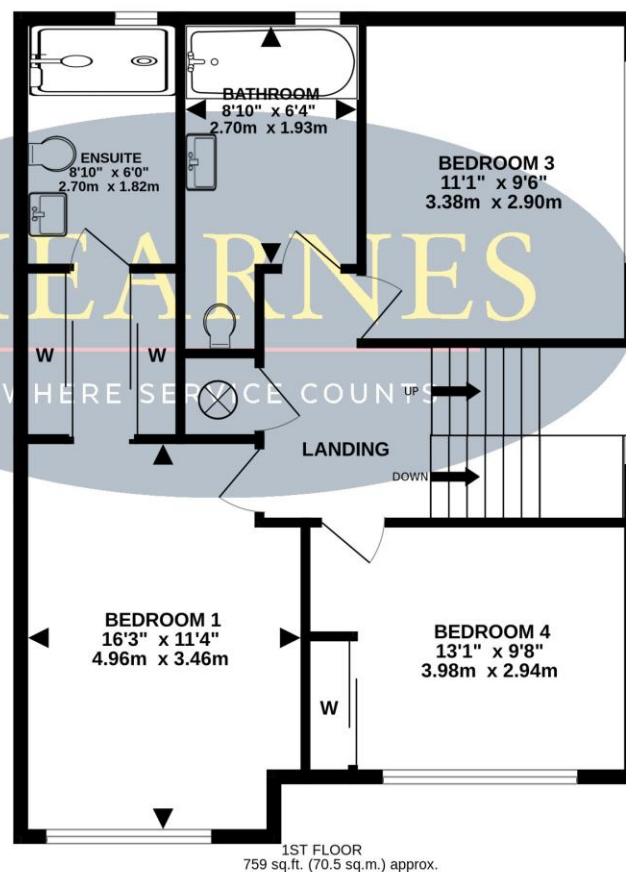 BATHROOM
8'10" x 6'4"
2.70m x 1.93m
ENSUITE
8'10" x 6'0"
2.70m x 1.82m
BEDROOM 3
11'1" x 9'6"
3.38m x 2.90m
HEARNES
W
W
WHERE SERVICE COUNTS
UP
LANDING
DOWN
BEDROOM 1
16'3" x 11'4"
4.96m x 3.46m
BEDROOM 4
13'1" x 9'8"
3.98m x 2.94m
W
1ST FLOOR
759 sq.ft. (70.5 sq.m.) approx.